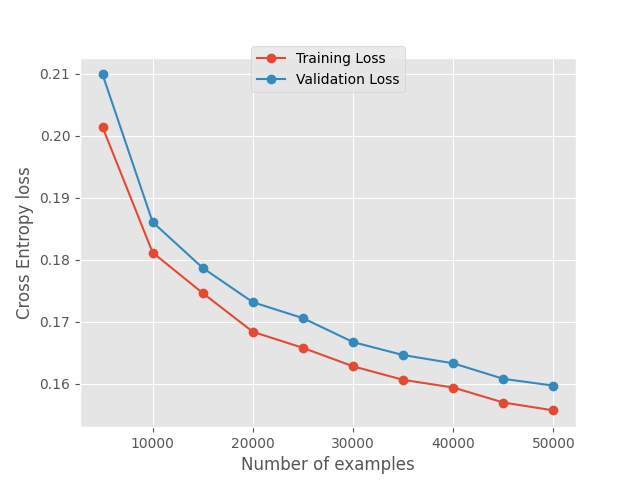 Training Loss
Validation Loss
0.21
0.20
0.19
0.18
0.17
0.16
Cross Entropy loss
10000 20000 30000 40000 50000
Number of examples